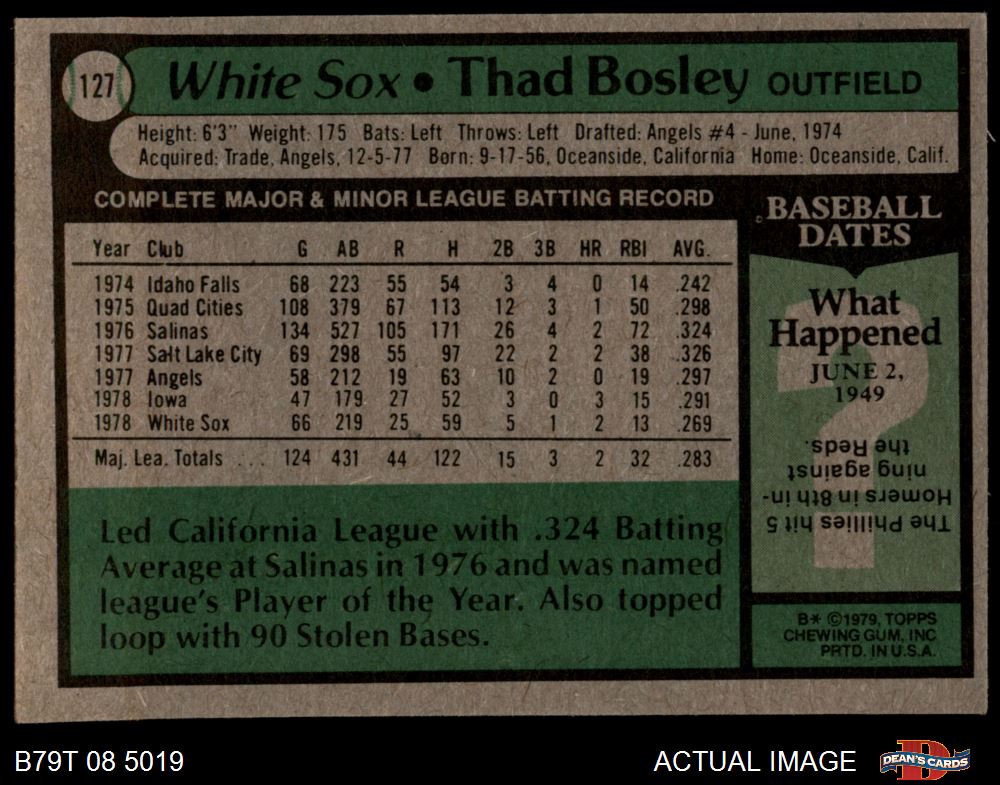 127
White Sox • Thad Bosley OUTFIELD
Height: 6'3" Weight: 175 Bats: Left Throws: Left Drafted: Angels #4 - June, 1974
Acquired: Trade, Angels, 12-5-77 Born: 9-17-56, Oceanside, California Home: Oceanside, Calif.
COMPLETE MAJOR & MINOR LEAGUE BATTING RECORD
Year Club G AB R H 2B 3B HR RBI AVG.
1974 Idaho Falls 68 223 55 54 3 4 0 14 .242
1975 Quad Cities 108 379 67 113 12 3 1 50 .298
1976 Salinas 134 527 105 171 26 4 2 72 .324
1977 Salt Lake City 69 298 55 97 22 2 2 38 .326
1977 Angels 58 212 19 63 10 2 0 19 .297
1978 Iowa 47 179 27 52 3 0 3 15 .291
1978 White Sox 66 219 25 59 5 1 2 13 .269
Maj. Lea. Totals ... 124 431 44 122 15 3 2 32 .283
Led California League with .324 Batting
Average at Salinas in 1976 and was named
league's Player of the Year. Also topped
loop with 90 Stolen Bases.
BASEBALL
DATES
What
Happened
JUNE 2,
1949
The Phillies hit 5
Homers in 8th in-
ning against
the Reds.
B* ©1979, TOPPS
CHEWING GUM, INC
PRTD. IN U.S.A.
B79T 08 5019
ACTUAL IMAGE
D
DEAN'S CARDS